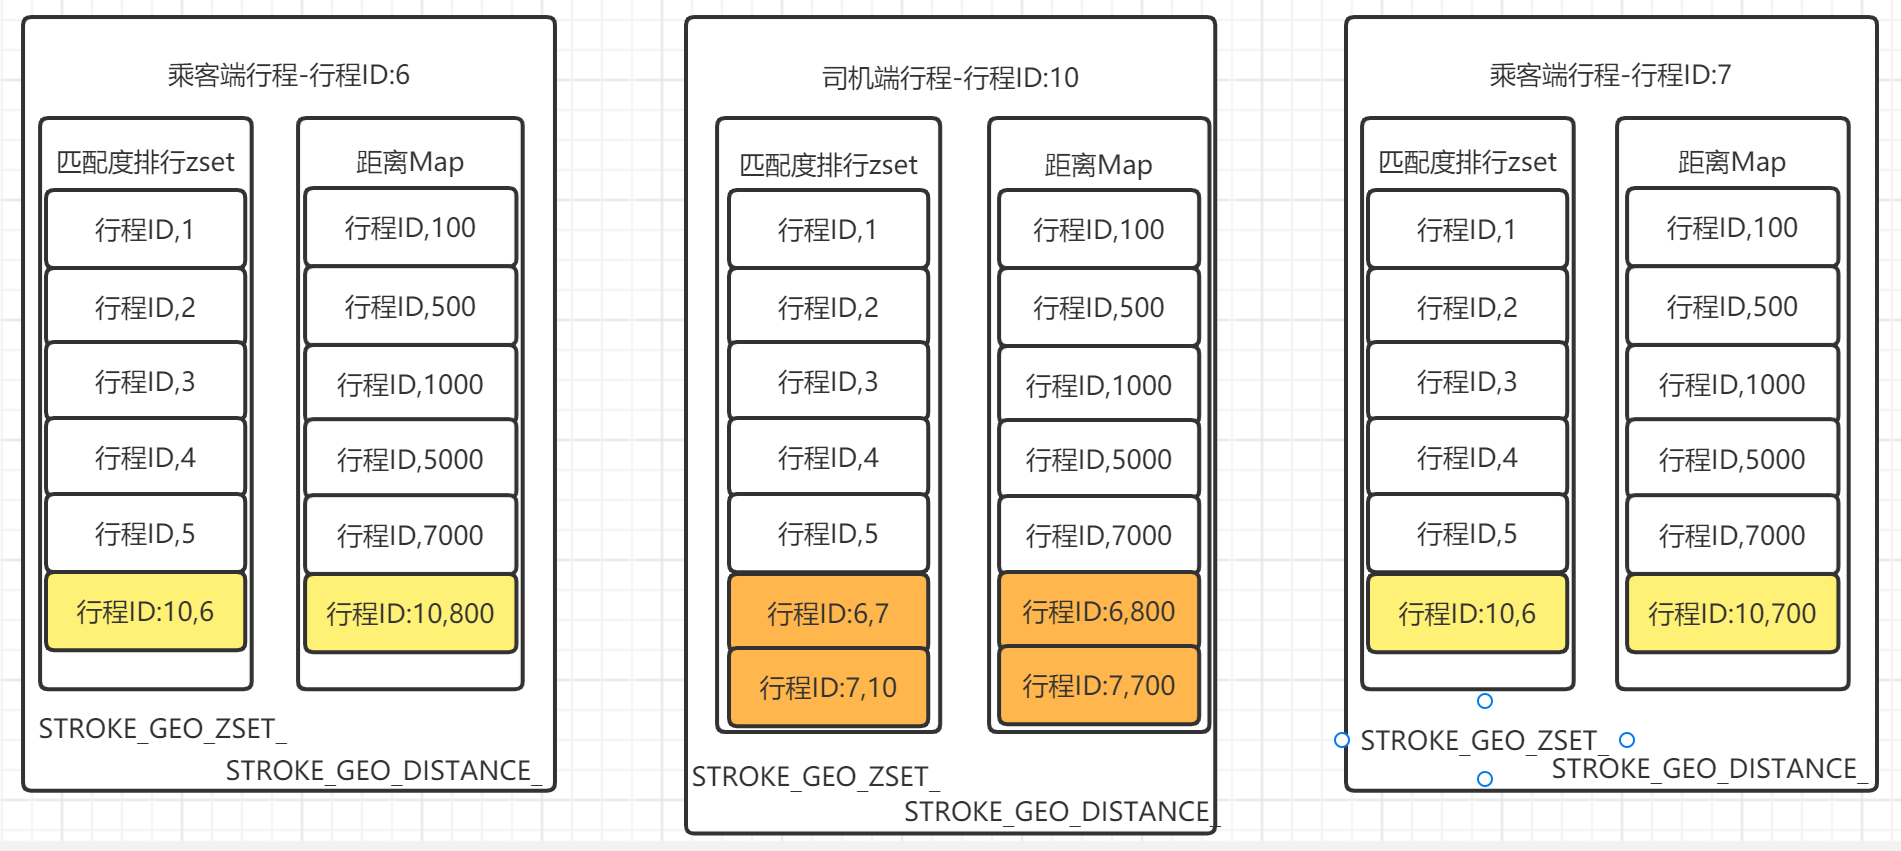 乘客端行程-行程ID:6
匹配度排行zset
行程ID,1
行程ID,2
行程ID,3
行程ID,4
行程ID,5
行程ID:10,6
距离Map
行程ID,100
行程ID,500
行程ID,1000
行程ID,5000
行程ID,7000
行程ID:10,800
STROKE_GEO_ZSET_
STROKE_GEO_DISTANCE_
司机端行程-行程ID:10
匹配度排行zset
行程ID,1
行程ID,2
行程ID,3
行程ID,4
行程ID,5
行程ID:6,7
行程ID:7,10
距离Map
行程ID,100
行程ID,500
行程ID,1000
行程ID,5000
行程ID,7000
行程ID:6,800
行程ID:7,700
STROKE_GEO_ZSET_
STROKE_GEO_DISTANCE_
乘客端行程-行程ID:7
匹配度排行zset
行程ID,1
行程ID,2
行程ID,3
行程ID,4
行程ID,5
行程ID:10,6
距离Map
行程ID,100
行程ID,500
行程ID,1000
行程ID,5000
行程ID,7000
行程ID:10,700
STROKE_GEO_ZSET_
STROKE_GEO_DISTANCE_